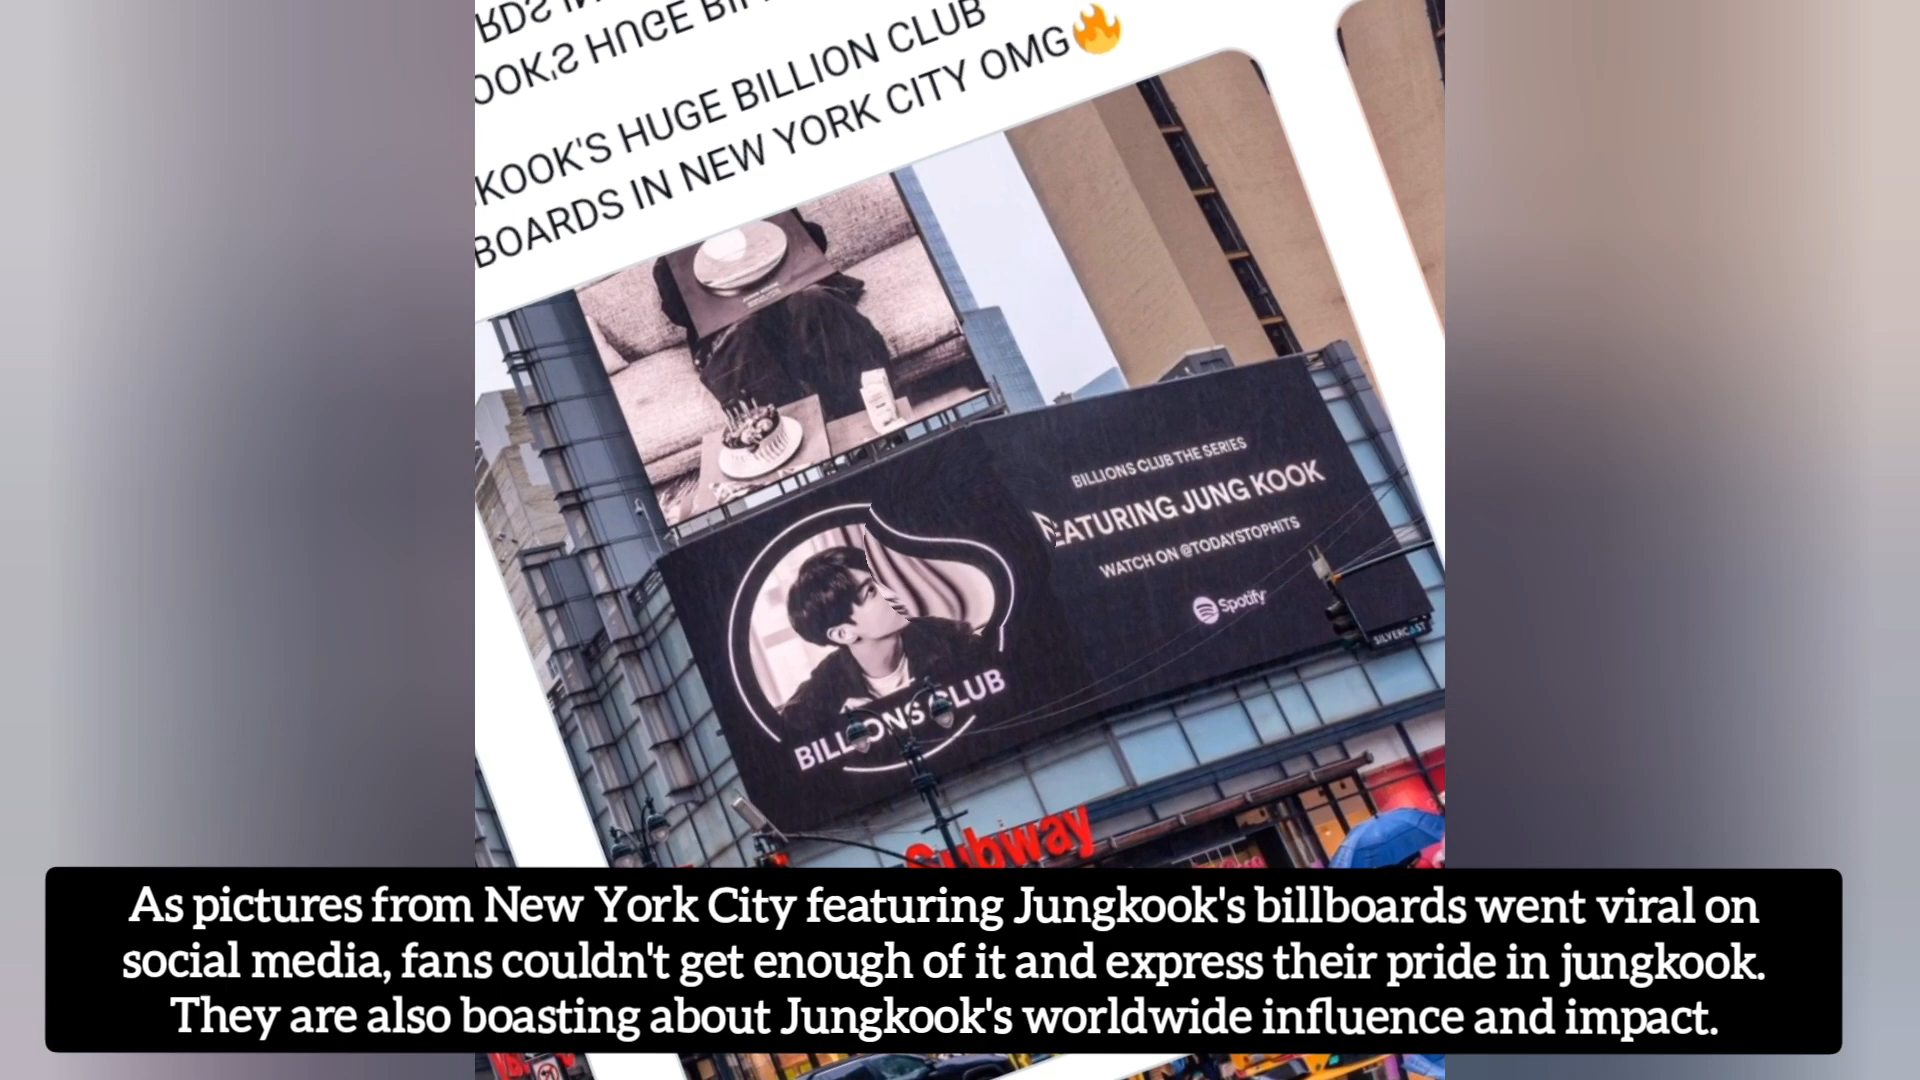 KOOK'S HUGE BILLION CLUB
BOARDS IN NEW YORK CITY OMG🔥
BILLIONS CLUB THE SERIES
FEATURING JUNG KOOK
WATCH ON @TODAYSTOPHITS
Spotify
SILVERCAST
BILLIONS CLUB
Subway
As pictures from New York City featuring Jungkook's billboards went viral on
social media, fans couldn't get enough of it and express their pride in jungkook.
They are also boasting about Jungkook's worldwide influence and impact.